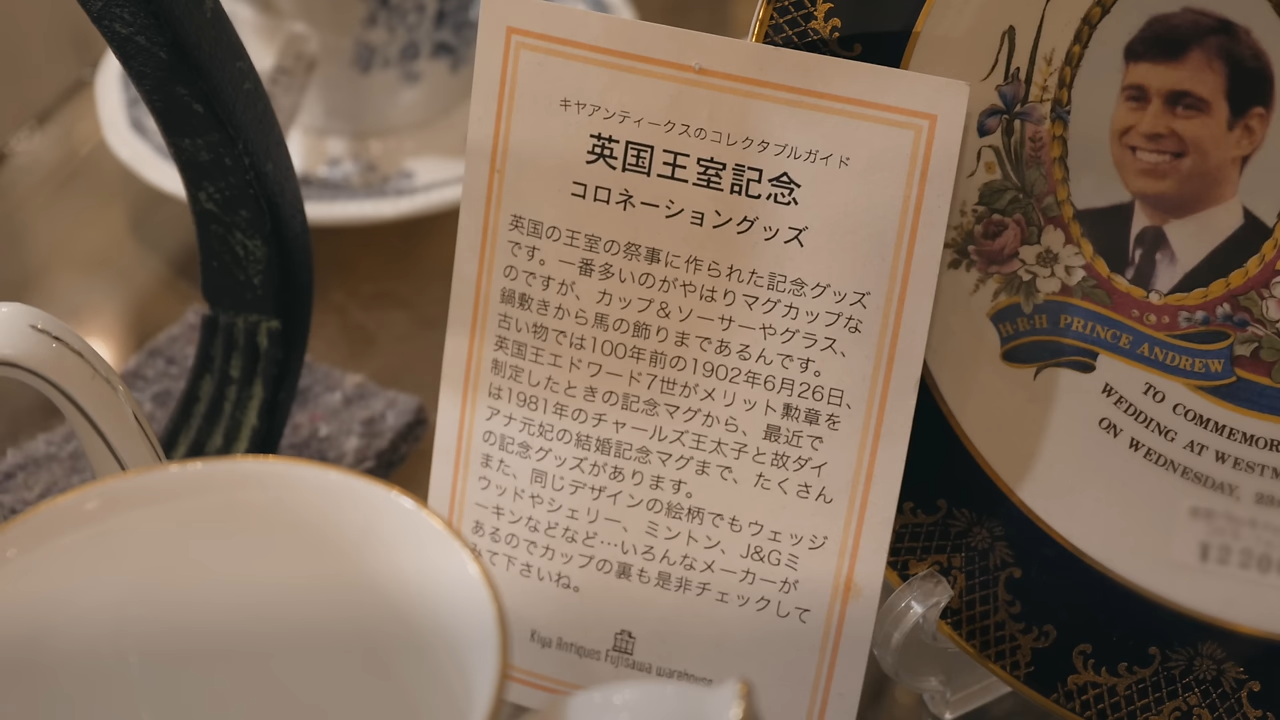 キヤアンティークスのコレクタブルガイド
英国王室記念
コロネーショングッズ
英国の王室の祭事に作られた記念グッズ
です。一番多いのがやはりマグカップな
のですが、カップ＆ソーサーやグラス、
鍋敷きから馬の飾りまであるんです。
古い物では100年前の1902年6月26日、
英国王エドワード7世がメリット勲章を
制定したときの記念マグから、最近で
は1981年のチャールズ王太子と故ダイ
アナ元妃の結婚記念マグまで、たくさん
の記念グッズがあります。
また、同じデザインの絵柄でもウェッジ
ウッドやシェリー、ミントン、J&Gミ
ーキンなどなど…いろんなメーカーが
あるのでカップの裏も是非チェックして
みて下さいね。
Kiya Antiques Fujisawa warehouse
H·R·H PRINCE ANDREW
TO COMMEMOR
WEDDING AT WESTM
ON WEDNESDAY,